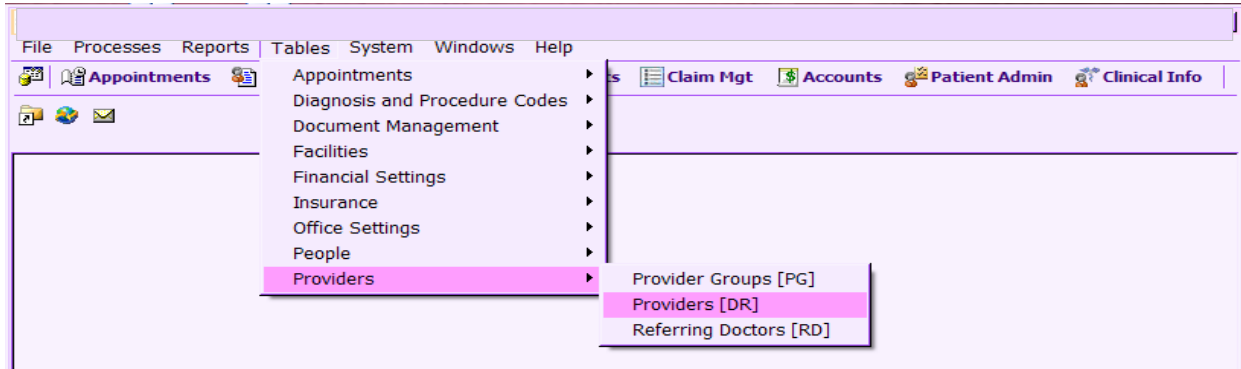 File Processes Reports Tables System Windows Help
Appointments Claim Mgt Accounts Patient Admin Clinical Info
Appointments
Diagnosis and Procedure Codes
Document Management
Facilities
Financial Settings
Insurance
Office Settings
People
Providers
Provider Groups [PG]
Providers [DR]
Referring Doctors [RD]